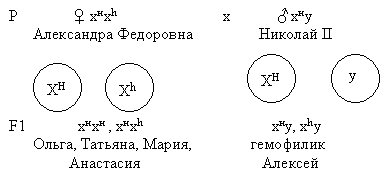 P ♀ xᴴxʰ x ♂ xᴴy
Александра Федоровна Николай II
Xᴴ Xʰ Xᴴ y
F1 xᴴxᴴ , xᴴxʰ xᴴy, xʰy
Ольга, Татьяна, Мария, гемофилик
Анастасия Алексей